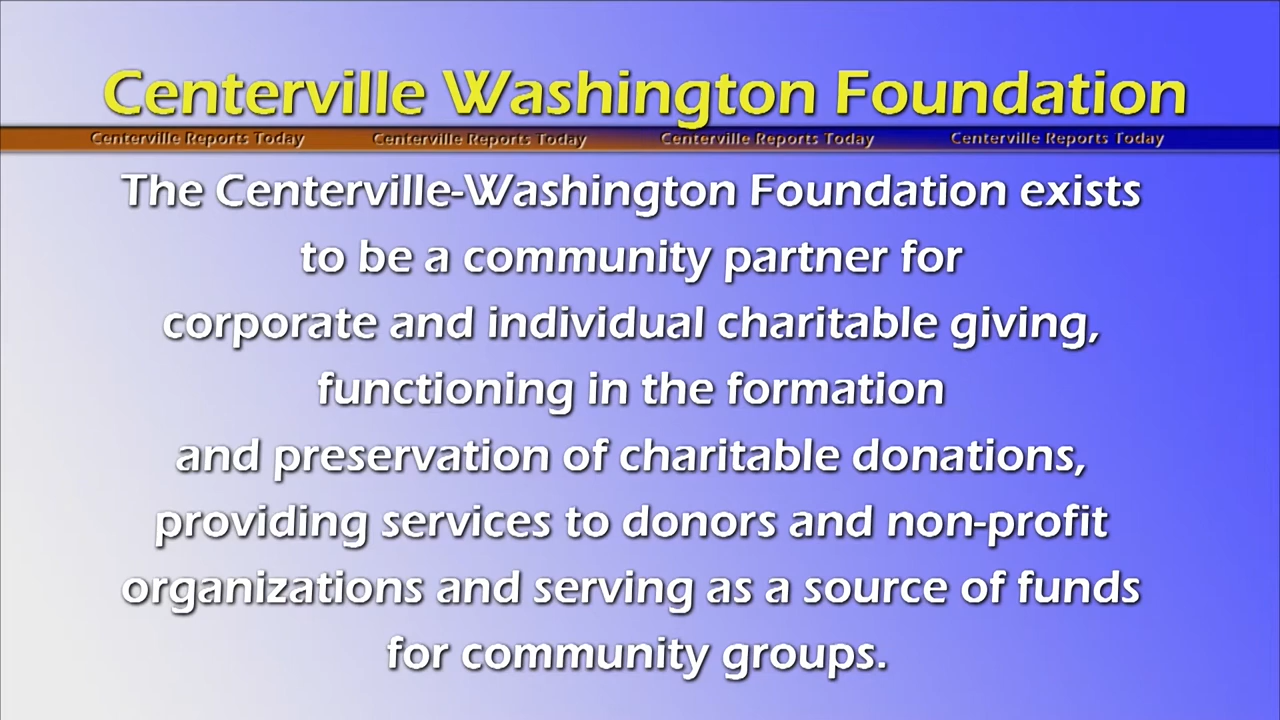 Centerville Washington Foundation
Centerville Reports Today Centerville Reports Today Centerville Reports Today Centerville Reports Today
The Centerville-Washington Foundation exists
to be a community partner for
corporate and individual charitable giving,
functioning in the formation
and preservation of charitable donations,
providing services to donors and non-profit
organizations and serving as a source of funds
for community groups.